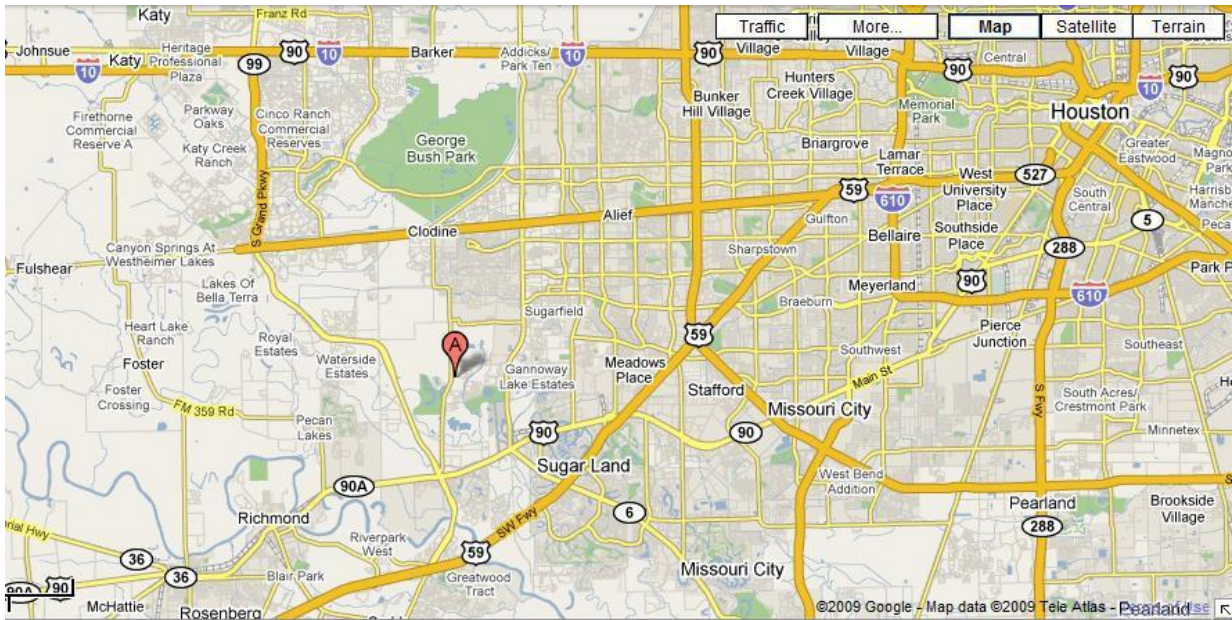 Katy
Franz Rd
Traffic
More...
Map
Satellite
Terrain
Johnsue
Katy
Heritage
Professional
Plaza
90
10
Barker
Addicks/
Park Ten
10
90
Village
Village
Central
10
99
90
90
10
Parkway
Oaks
Cinco Ranch
Commercial
Reserves
Bunker
Hill Village
Hunters
Creek Village
Memorial
Park
Houston
Firethorne
Commercial
Reserve A
Katy Creek
Ranch
George
Bush Park
Briargrove
Greater
Eastwood
Lamar
Terrace
West
University
Place
527
S Grand Pkwy
59
610
South
Central
Alief
Gulfton
5
Clodine
Bellaire
Southside
Place
288
Canyon Springs At
Westheimer Lakes
Sharpstown
Fulshear
90
Lakes Of
Bella Terra
Meyerland
610
Braeburn
Sugarfield
Heart Lake
Ranch
Royal
Estates
59
Pierce
Junction
A
Waterside
Estates
Southwest
Southeast
Foster
Meadows
Place
Gannoway
Lake Estates
Main St
Foster
Crossing
Stafford
South Acres/
Crestmont Park
S Fwy
FM 359 Rd
Missouri City
Pecan
Lakes
90
90
Minnetex
Sugar Land
West Bend
Addition
90A
Pearland
Brookside
Village
Richmond
6
SW Fwy
288
36
Riverpark
West
59
36
Blair Park
Greatwood
Tract
Missouri City
90A
90
McHattie
Rosenberg
©2009 Google - Map data ©2009 Tele Atlas - Terms of Use
Pearland